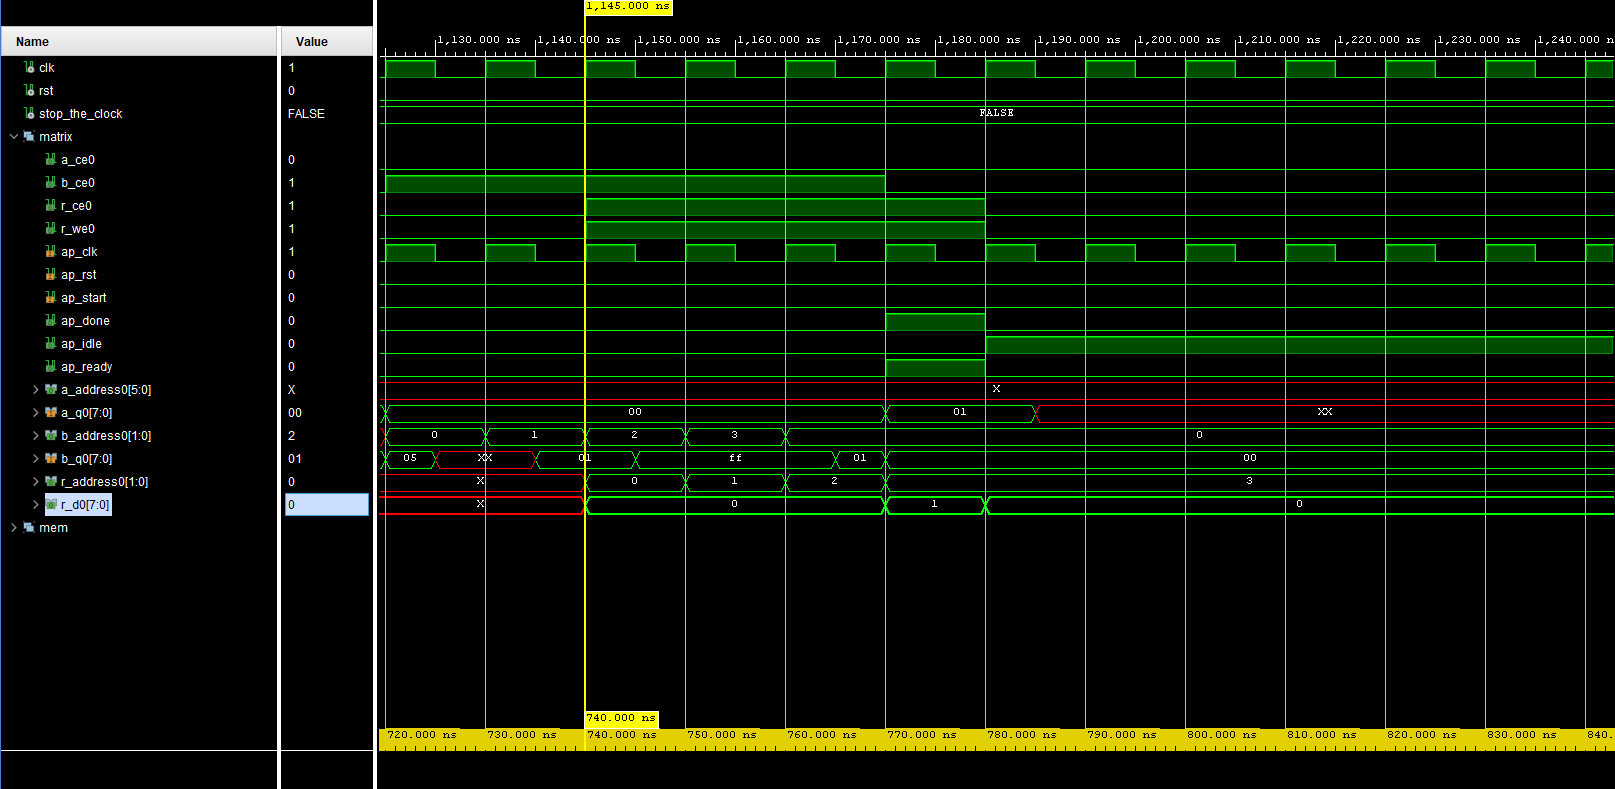 1,145.000 ns
Name Value
1,130.000 ns 1,140.000 ns 1,150.000 ns 1,160.000 ns 1,170.000 ns 1,180.000 ns 1,190.000 ns 1,200.000 ns 1,210.000 ns 1,220.000 ns 1,230.000 ns 1,240.000 n
clk 1
rst 0
stop_the_clock FALSE FALSE
matrix
a_ce0 0
b_ce0 1
r_ce0 1
r_we0 1
ap_clk 1
ap_rst 0
ap_start 0
ap_done 0
ap_idle 0
ap_ready 0
a_address0[5:0] X X
a_q0[7:0] 00 00 01 XX
b_address0[1:0] 2 0 1 2 3 0
b_q0[7:0] 01 05 XX 01 ff 01 00
r_address0[1:0] 0 X 0 1 2 3
r_d0[7:0] 0 X 0 1 0
mem
740.000 ns
720.000 ns 730.000 ns 740.000 ns 750.000 ns 760.000 ns 770.000 ns 780.000 ns 790.000 ns 800.000 ns 810.000 ns 820.000 ns 830.000 ns 840.